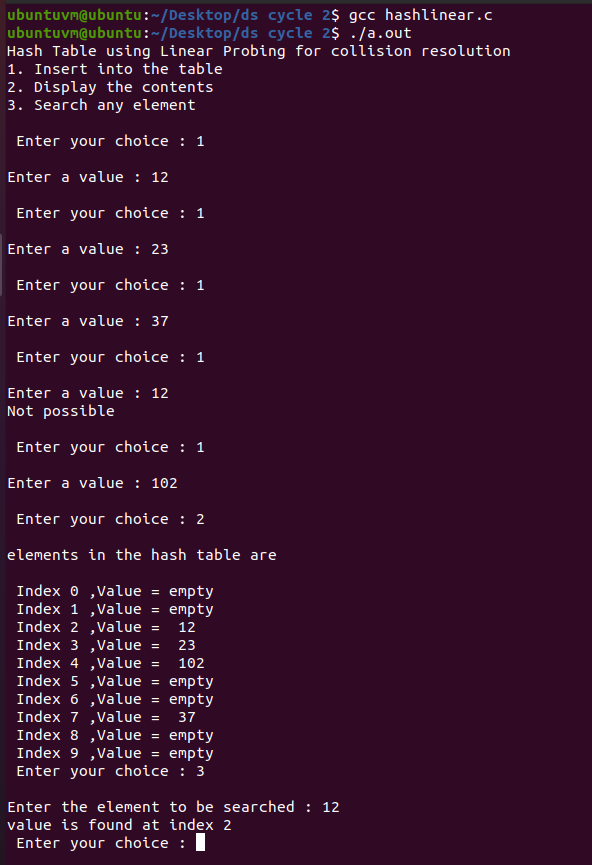 ubuntuvm@ubuntu:~/Desktop/ds cycle 2$ gcc hashlinear.c
ubuntuvm@ubuntu:~/Desktop/ds cycle 2$ ./a.out
Hash Table using Linear Probing for collision resolution
1. Insert into the table
2. Display the contents
3. Search any element
Enter your choice : 1
Enter a value : 12
Enter your choice : 1
Enter a value : 23
Enter your choice : 1
Enter a value : 37
Enter your choice : 1
Enter a value : 12
Not possible
Enter your choice : 1
Enter a value : 102
Enter your choice : 2
elements in the hash table are
Index 0 ,Value = empty
Index 1 ,Value = empty
Index 2 ,Value =  12
Index 3 ,Value =  23
Index 4 ,Value =  102
Index 5 ,Value = empty
Index 6 ,Value = empty
Index 7 ,Value =  37
Index 8 ,Value = empty
Index 9 ,Value = empty
Enter your choice : 3
Enter the element to be searched : 12
value is found at index 2
Enter your choice :